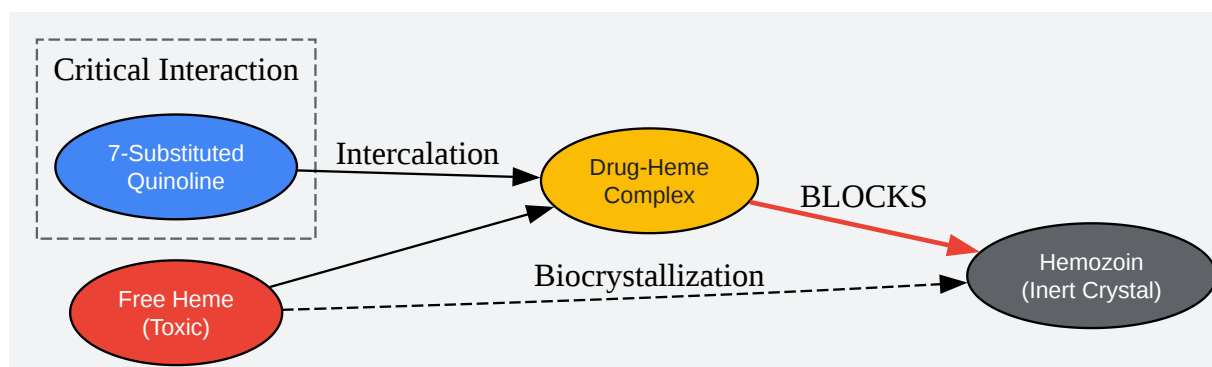 Critical Interaction
7-Substituted
Quinoline
Intercalation
Drug-Heme
Complex
BLOCKS
Hemozoin
(Inert Crystal)
Biocrystallization
Free Heme
(Toxic)